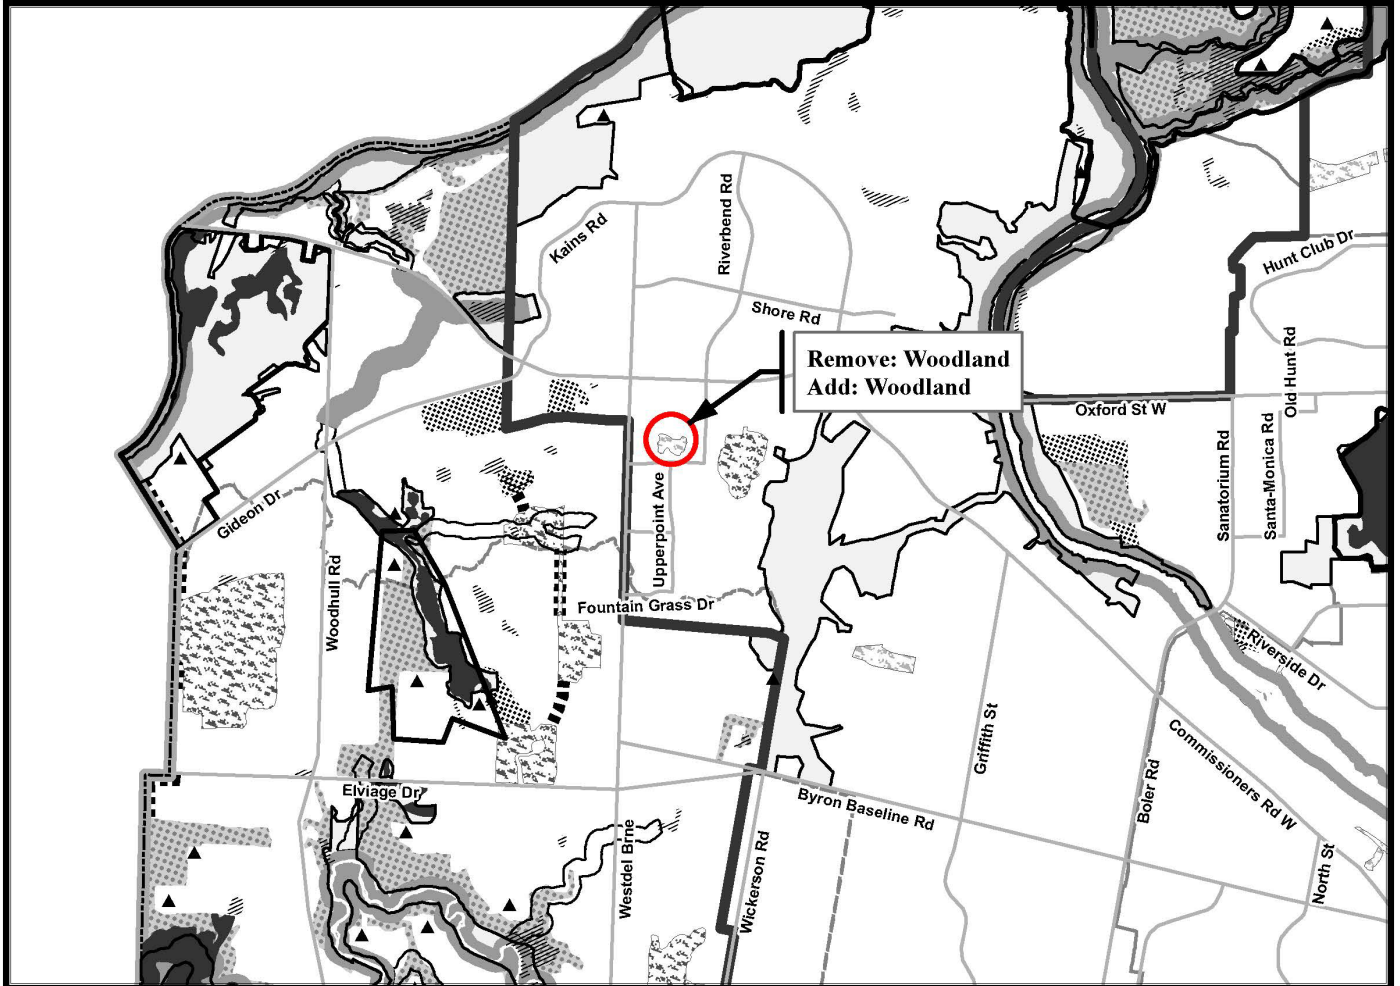 Kains Rd
Riverbend Rd
Shore Rd
Hunt Club Dr
Remove: Woodland
Add: Woodland
Old Hunt Rd
Oxford St W
Santa-Monica Rd
Sanatorium Rd
Gideon Dr
Upperpoint Ave
Woodhull Rd
Fountain Grass Dr
Riverside Dr
Griffith St
Commissioners Rd W
Boler Rd
Elviage Dr
Byron Baseline Rd
Westdel Brne
Wickerson Rd
North St